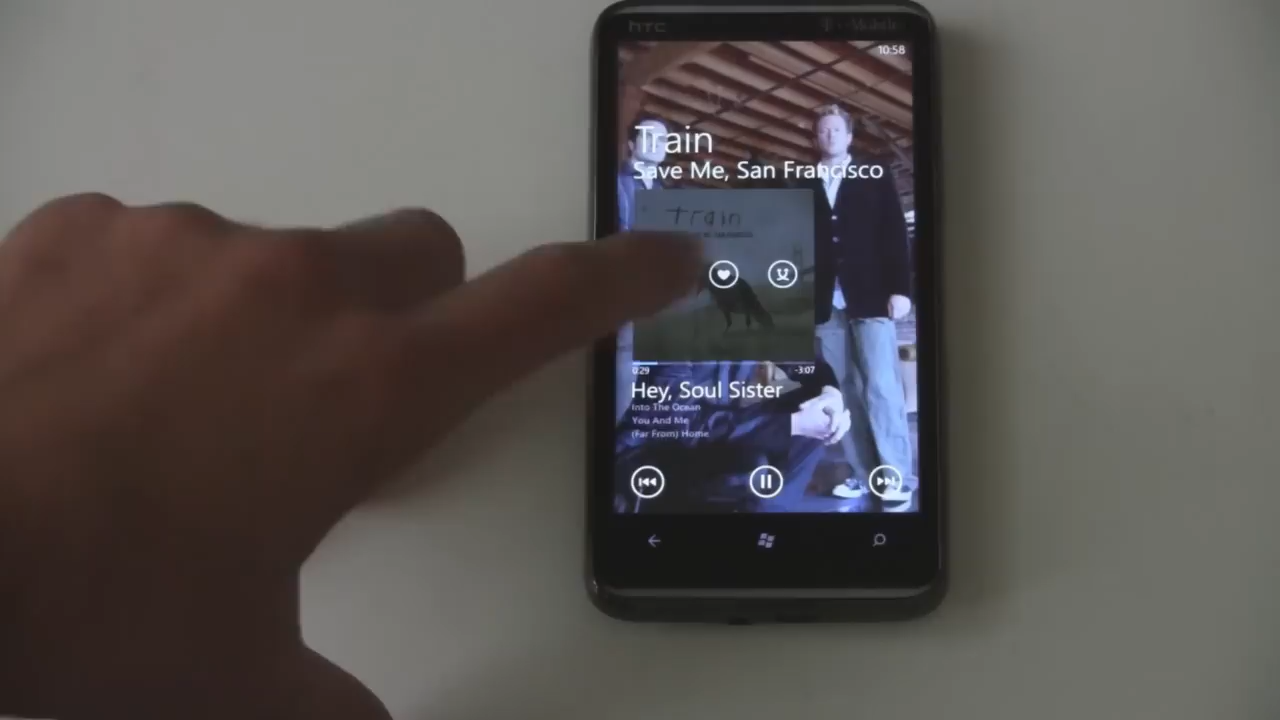 hTC
T - Mobile
10:58
Train
Save Me, San Francisco
train
0:29
-3:07
Hey, Soul Sister
Into The Ocean
You And Me
(Far From) Home